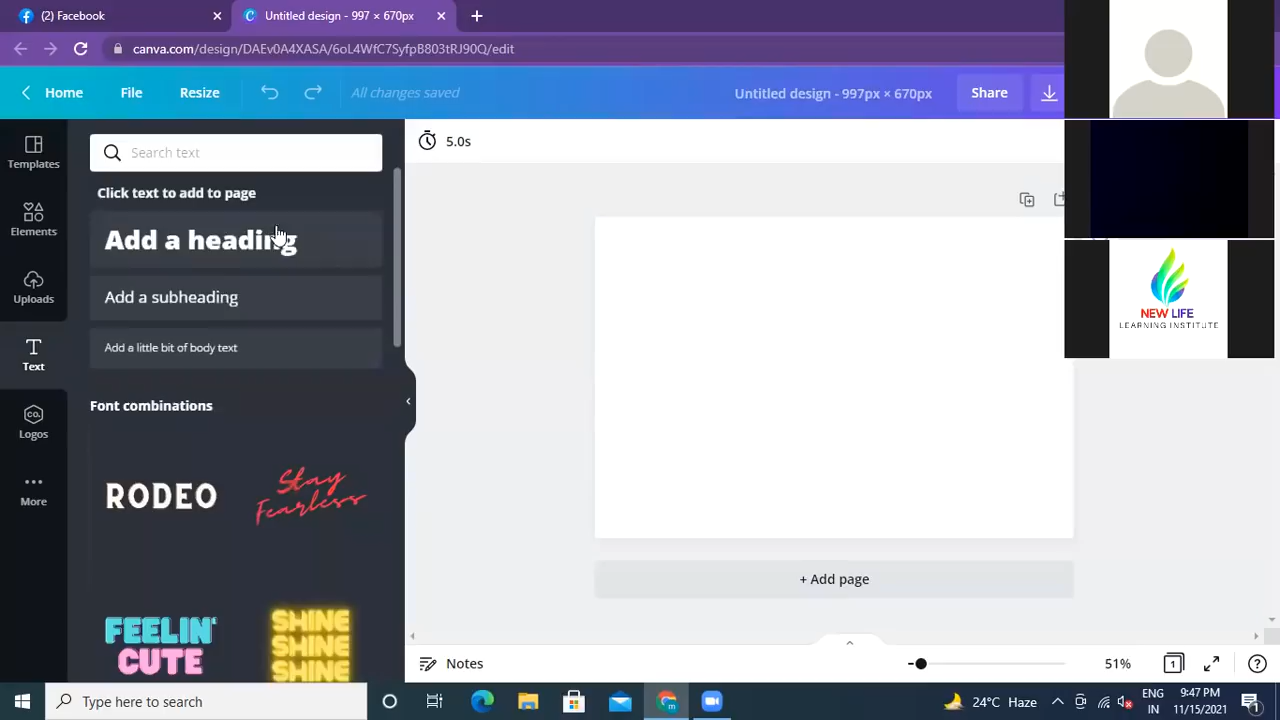 (2) Facebook
Untitled design - 997 × 670px
canva.com/design/DAEv0A4XASA/6oL4WfC7SyfpB803tRJ90Q/edit
Home File Resize All changes saved Untitled design - 997px × 670px Share
Templates
Elements
Uploads
Text
Logos
More
Search text
Click text to add to page
Add a heading
Add a subheading
Add a little bit of body text
Font combinations
RODEO
Stay
Fearless
FEELIN'
CUTE
SHINE
SHINE
SHINE
5.0s
+ Add page
NEW LIFE
LEARNING INSTITUTE
Notes
51%
1
Type here to search
24°C Haze
ENG
IN
9:47 PM
11/15/2021
1